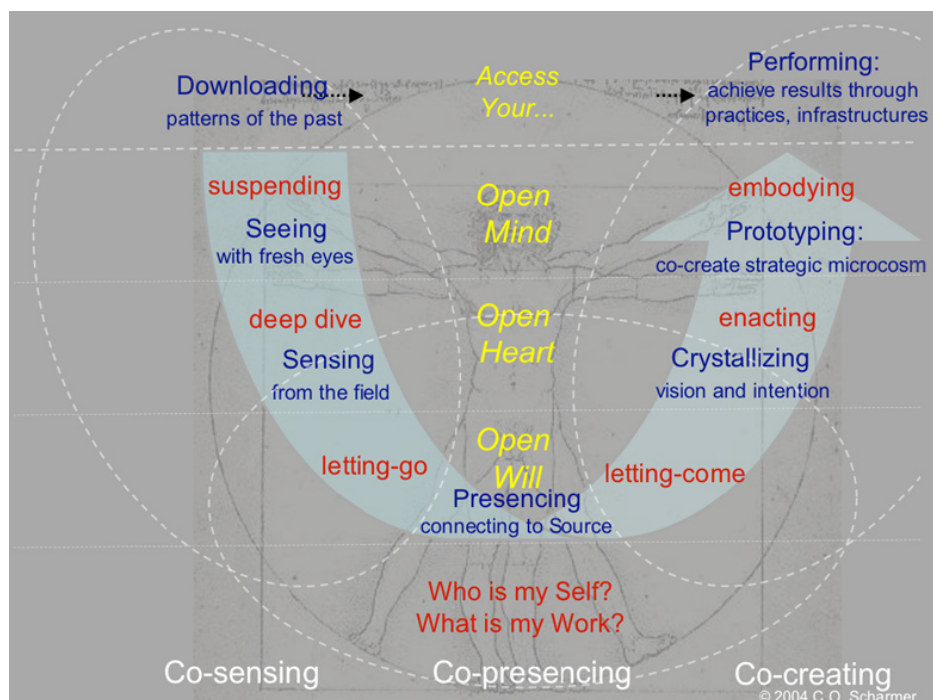 Downloading
patterns of the past
Access
Your...
Performing:
achieve results through
practices, infrastructures
suspending
Seeing
with fresh eyes
Open
Mind
embodying
Prototyping:
co-create strategic microcosm
deep dive
Sensing
from the field
Open
Heart
enacting
Crystallizing
vision and intention
letting-go
Open
Will
letting-come
Presencing
connecting to Source
Who is my Self?
What is my Work?
Co-sensing
Co-presencing
Co-creating
© 2004 C.O. Scharmer